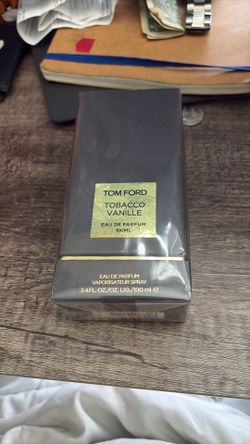 TOM FORD
TOBACCO
VANILLE
EAU DE PARFUM
100ML
EAU DE PARFUM
VAPORISATEUR SPRAY
3.4 FL.OZ./OZ. LIQ./100 ml ℮